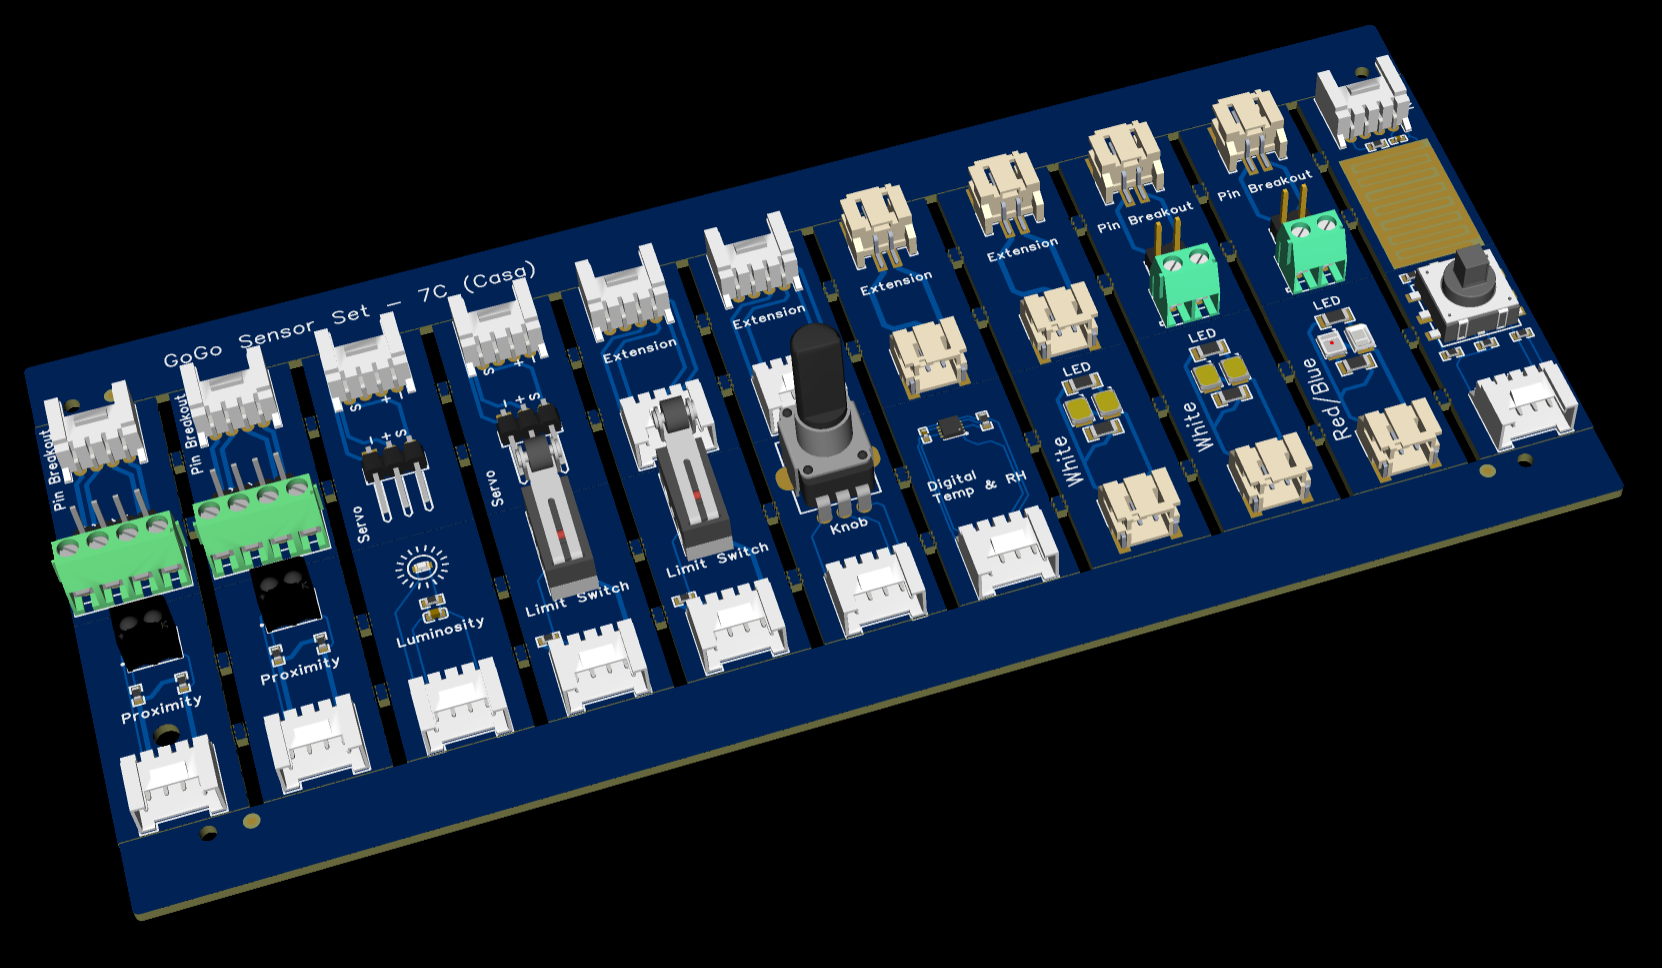 GoGo Sensor Set - 7C (Casa)
Pin Breakout
Proximity
Pin Breakout
Proximity
S + -
- + S
Servo
Luminosity
S + -
- + S
Servo
Limit Switch
Extension
Limit Switch
Extension
Knob
Extension
Digital
Temp & RH
Extension
LED
White
Pin Breakout
LED
White
Pin Breakout
LED
Red/Blue